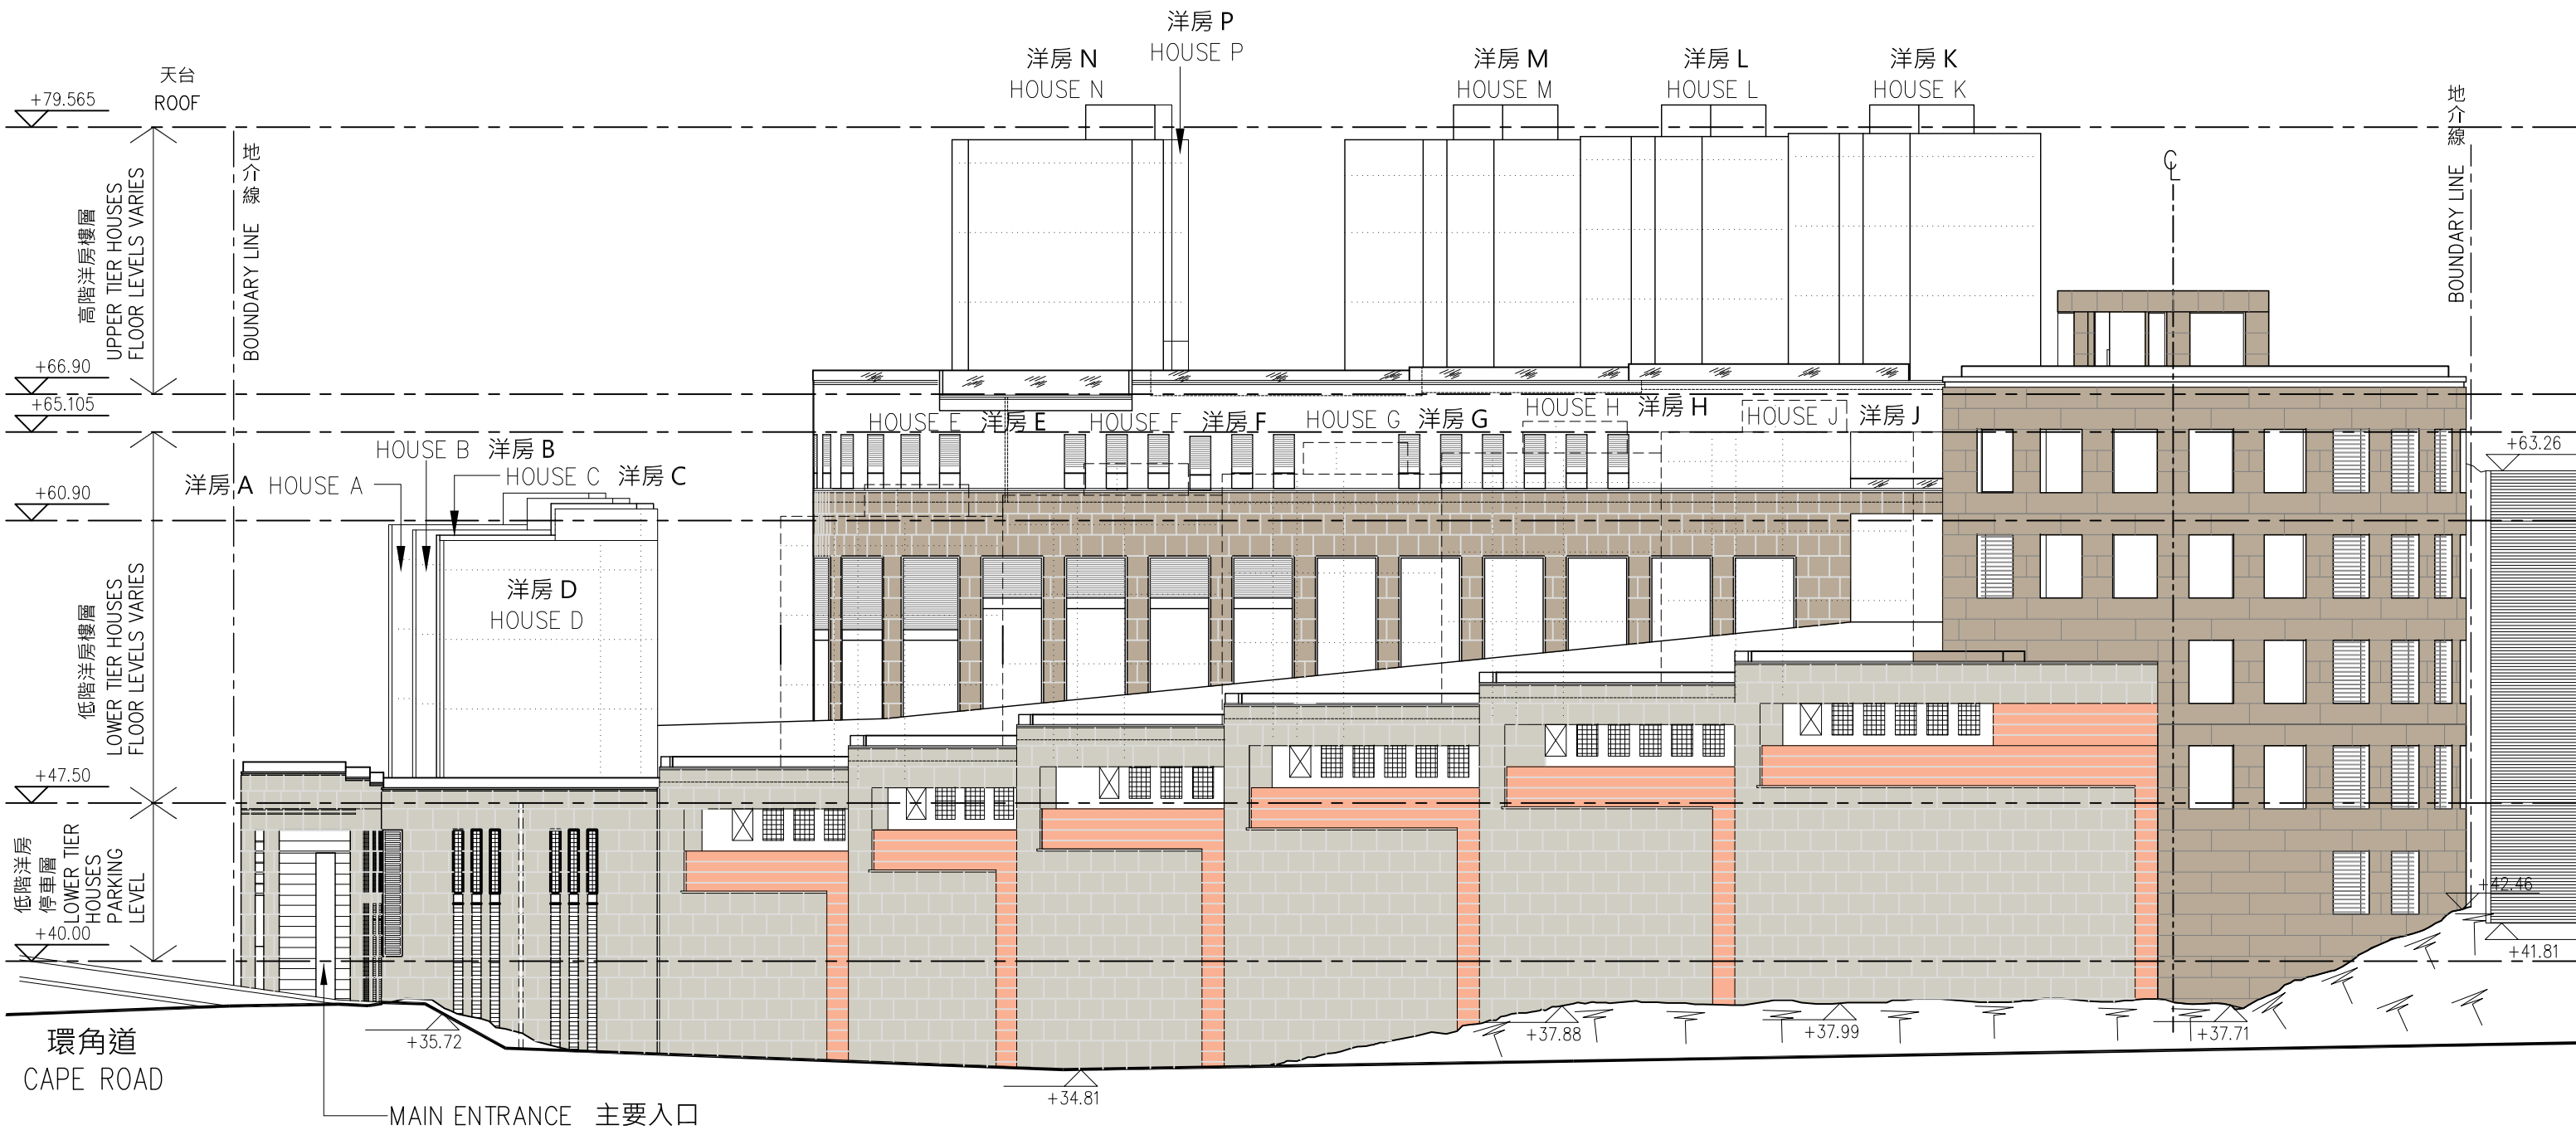 洋房 P
HOUSE P
洋房 N
HOUSE N
洋房 M
HOUSE M
洋房 L
HOUSE L
洋房 K
HOUSE K
天台
ROOF
+79.565
地介線 BOUNDARY LINE
地介線 BOUNDARY LINE
高階洋房樓層
UPPER TIER HOUSES
FLOOR LEVELS VARIES
+66.90
+65.105
HOUSE E 洋房 E
HOUSE F 洋房 F
HOUSE G 洋房 G
HOUSE H 洋房 H
HOUSE J 洋房 J
HOUSE B 洋房 B
HOUSE C 洋房 C
洋房 A HOUSE A
+63.26
+60.90
洋房 D
HOUSE D
低階洋房樓層
LOWER TIER HOUSES
FLOOR LEVELS VARIES
+47.50
低階洋房
停車層
LOWER TIER
HOUSES
PARKING
LEVEL
+42.46
+40.00
+41.81
+35.72
+37.88
+37.99
+37.71
環角道
CAPE ROAD
+34.81
MAIN ENTRANCE 主要入口